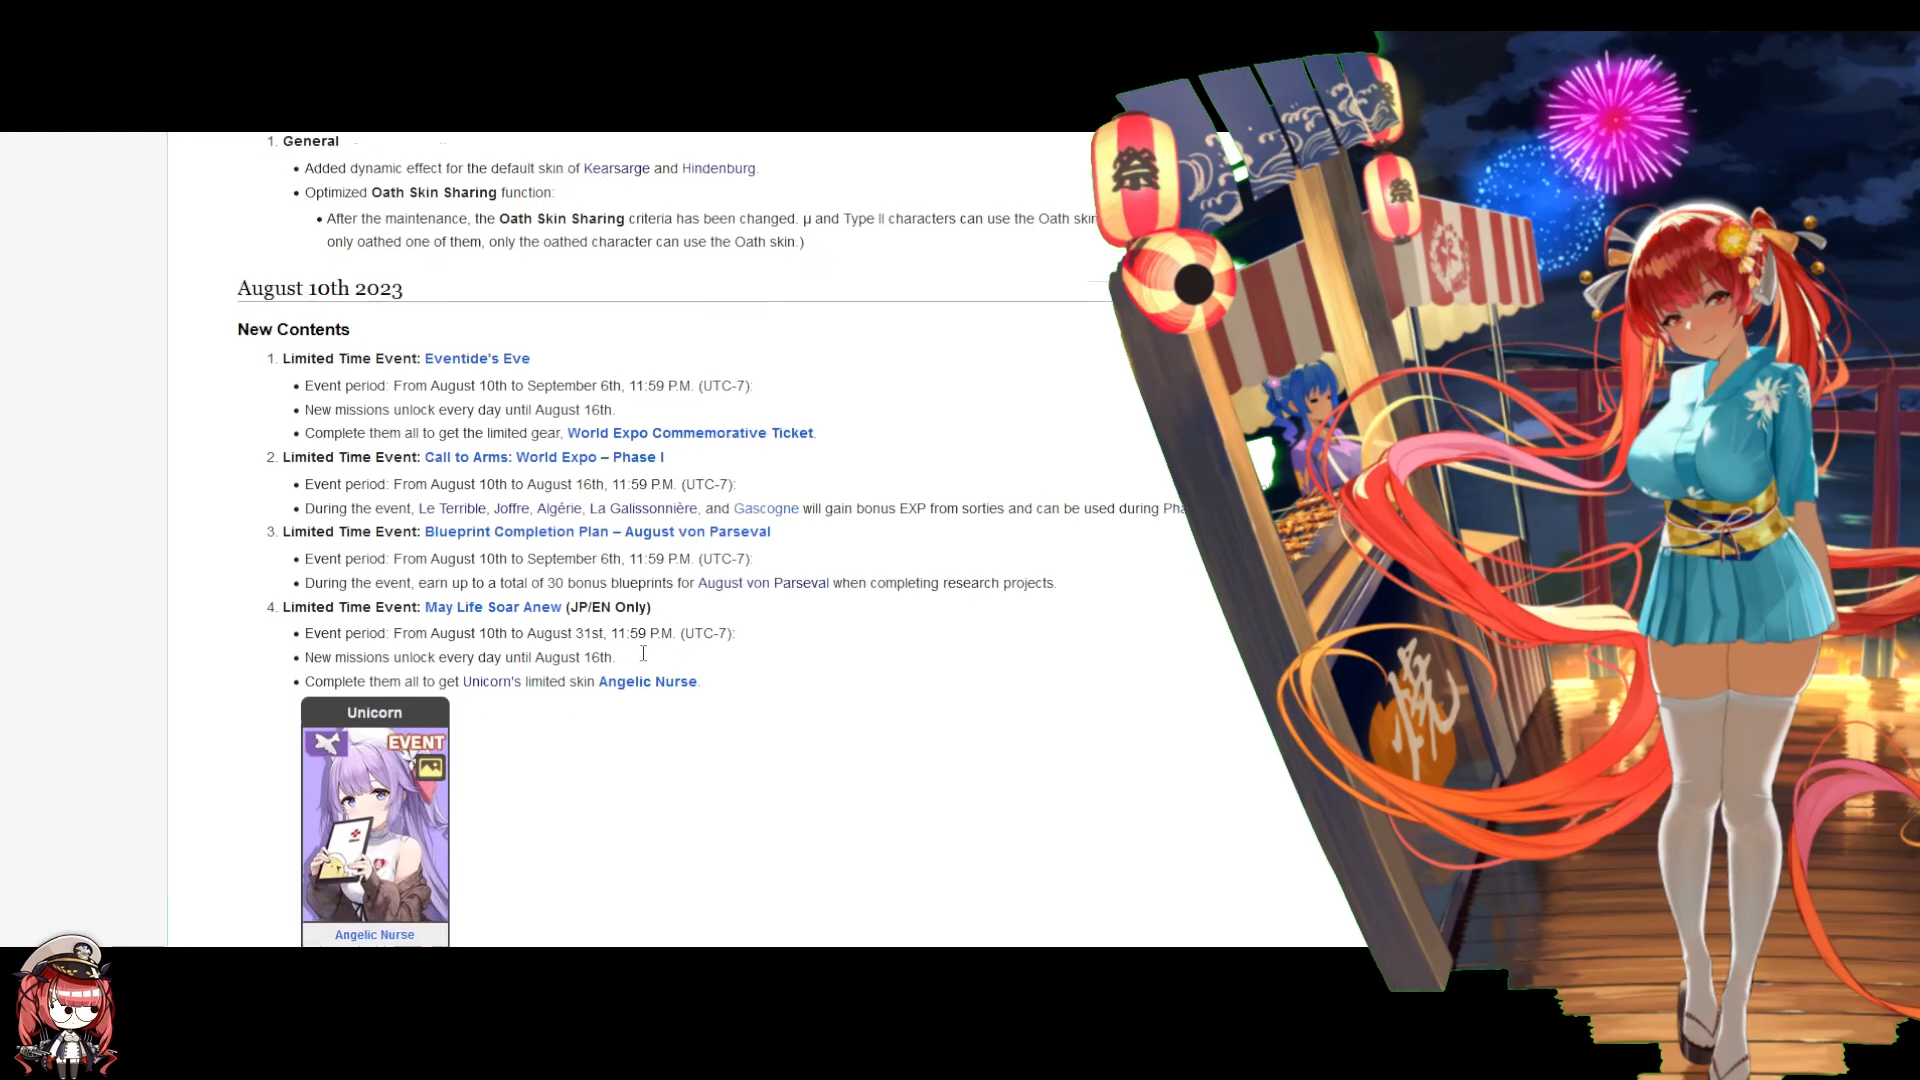 1. General
• Added dynamic effect for the default skin of Kearsarge and Hindenburg.
• Optimized Oath Skin Sharing function:
• After the maintenance, the Oath Skin Sharing criteria has been changed. μ and Type II characters can use the Oath skin
only oathed one of them, only the oathed character can use the Oath skin.)
August 10th 2023
New Contents
1. Limited Time Event: Eventide's Eve
• Event period: From August 10th to September 6th, 11:59 P.M. (UTC-7):
• New missions unlock every day until August 16th.
• Complete them all to get the limited gear, World Expo Commemorative Ticket.
2. Limited Time Event: Call to Arms: World Expo – Phase I
• Event period: From August 10th to August 16th, 11:59 P.M. (UTC-7):
• During the event, Le Terrible, Joffre, Algérie, La Galissonnière, and Gascogne will gain bonus EXP from sorties and can be used during Pha
3. Limited Time Event: Blueprint Completion Plan – August von Parseval
• Event period: From August 10th to September 6th, 11:59 P.M. (UTC-7):
• During the event, earn up to a total of 30 bonus blueprints for August von Parseval when completing research projects.
4. Limited Time Event: May Life Soar Anew (JP/EN Only)
• Event period: From August 10th to August 31st, 11:59 P.M. (UTC-7):
• New missions unlock every day until August 16th.
• Complete them all to get Unicorn's limited skin Angelic Nurse.
Unicorn
EVENT
Angelic Nurse
祭
祭
祭
焼